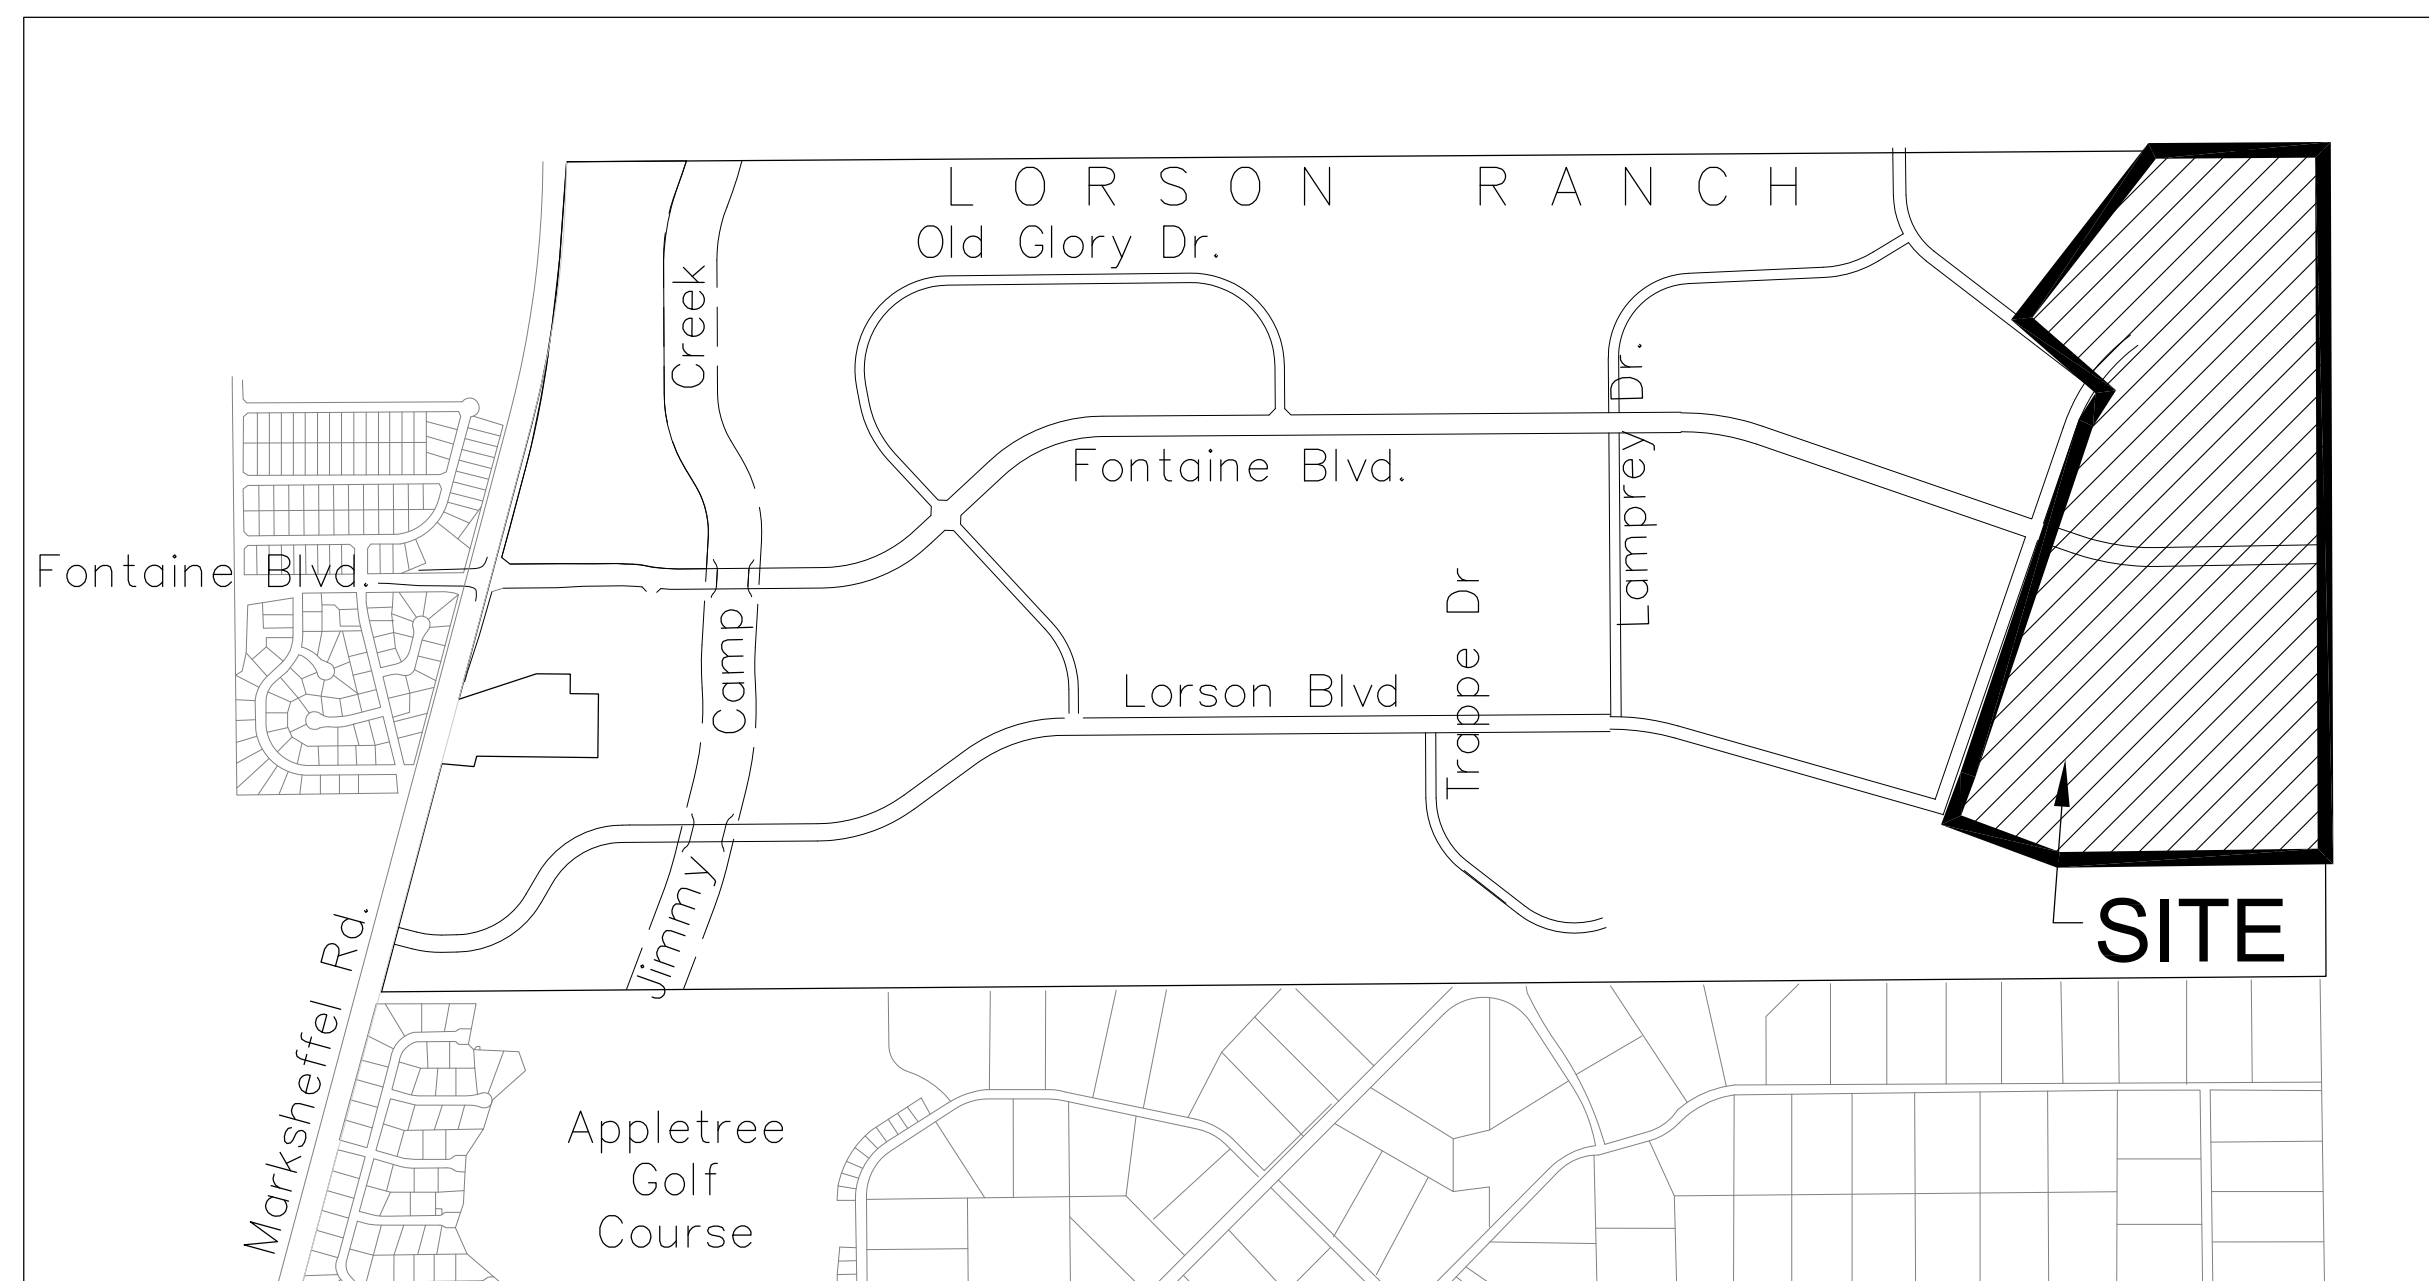 LORSON RANCH
Old Glory Dr.
Creek
Lamprey Dr.
Fontaine Blvd.
Fontaine Blvd.
Trappe Dr
Camp
Lorson Blvd
Jimmy
SITE
Marksheffel Rd.
Appletree
Golf
Course